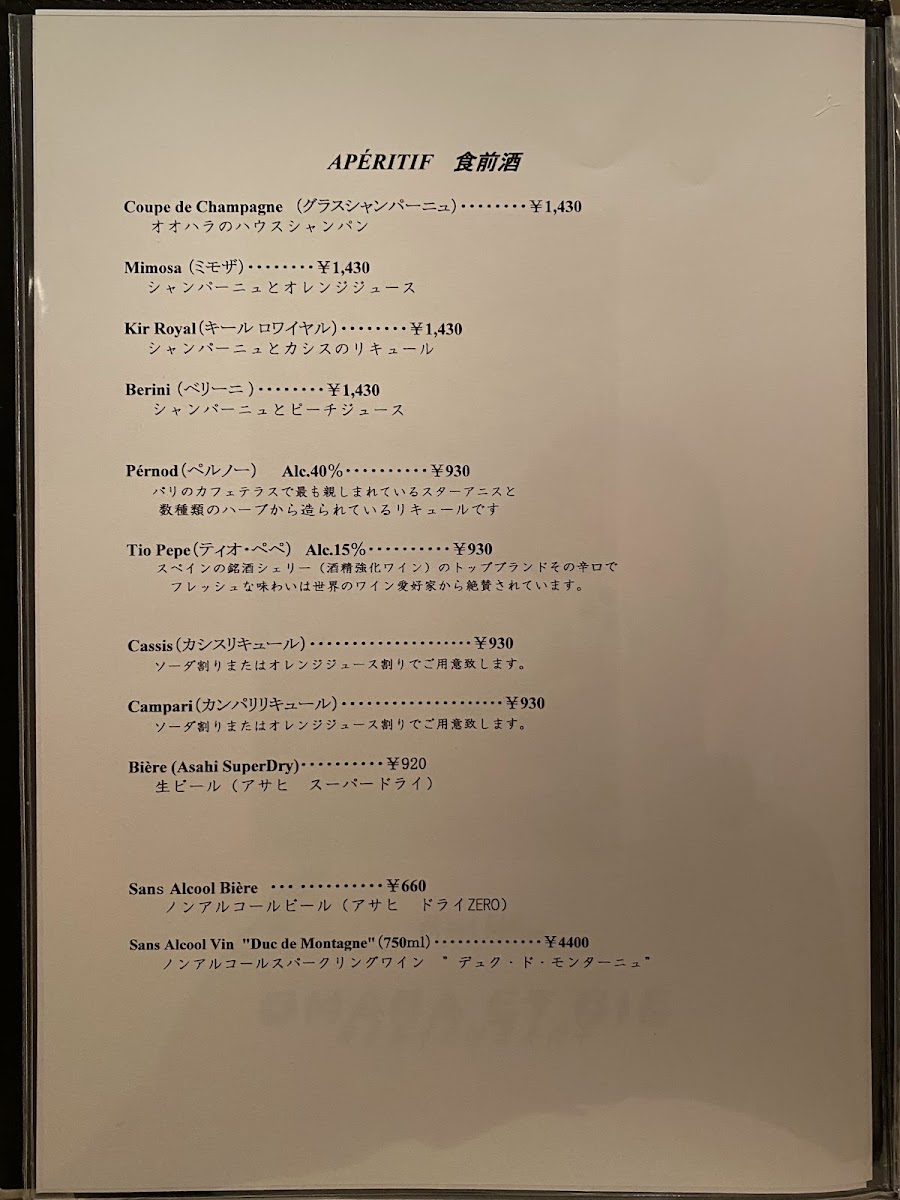 APÉRITIF 食前酒
Coupe de Champagne （グラスシャンパーニュ）････････￥1,430
オオハラのハウスシャンパン
Mimosa（ミモザ）････････￥1,430
シャンパーニュとオレンジジュース
Kir Royal（キール ロワイヤル）････････￥1,430
シャンパーニュとカシスのリキュール
Berini（ベリーニ）････････￥1,430
シャンパーニュとピーチジュース
Pérnod（ペルノー） Alc.40%･･････････￥930
パリのカフェテラスで最も親しまれているスターアニスと
数種類のハーブから造られているリキュールです
Tio Pepe（ティオ・ペペ） Alc.15%･･････････￥930
スペインの銘酒シェリー（酒精強化ワイン）のトップブランドその辛口で
フレッシュな味わいは世界のワイン愛好家から絶賛されています。
Cassis（カシスリキュール）････････････････････￥930
ソーダ割りまたはオレンジジュース割りでご用意致します。
Campari（カンパリリキュール）････････････････････￥930
ソーダ割りまたはオレンジジュース割りでご用意致します。
Bière (Asahi SuperDry)･･････････￥920
生ビール（アサヒ スーパードライ）
Sans Alcool Bière ･･･ ･･････････￥660
ノンアルコールビール（アサヒ ドライZERO）
Sans Alcool Vin "Duc de Montagne"（750ml）･･････････････￥4400
ノンアルコールスパークリングワイン ”デュク・ド・モンターニュ”